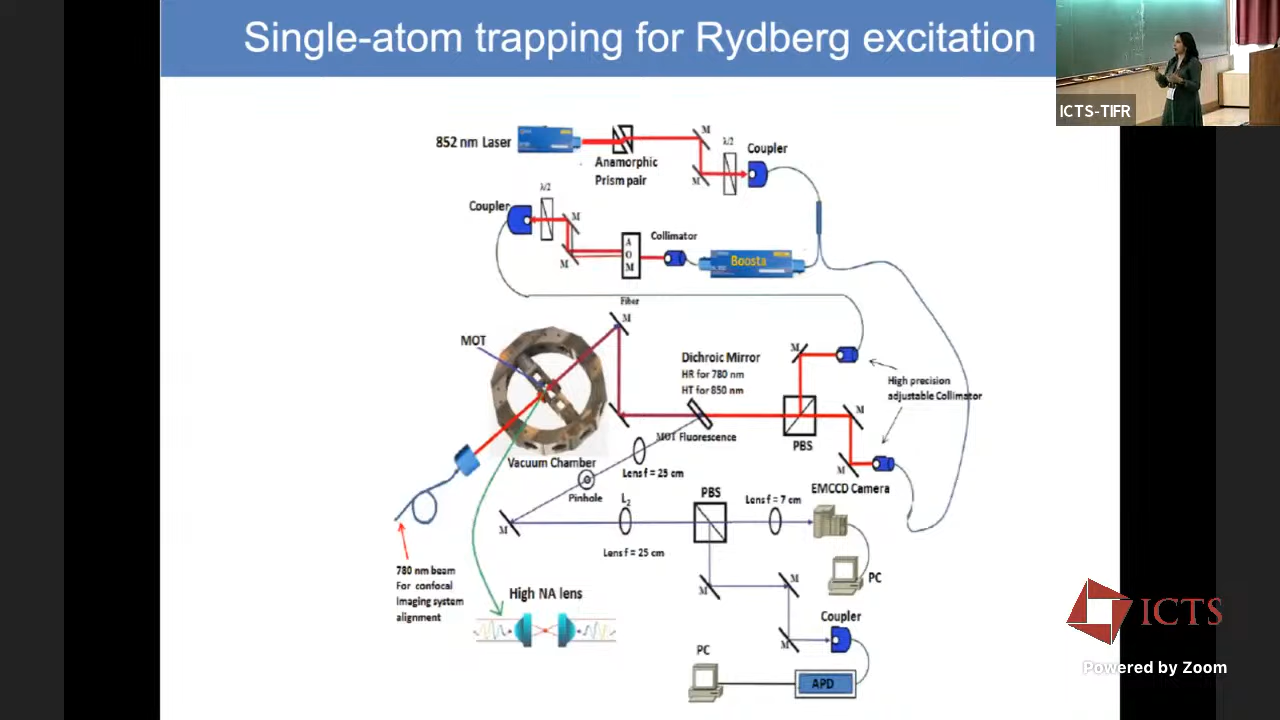 Single-atom trapping for Rydberg excitation
ICTS-TIFR
852 nm Laser
Anamorphic
Prism pair
M
M
λ/2
Coupler
Coupler
λ/2
M
M
A
O
M
Collimator
Boosta
Fiber
M
MOT
Dichroic Mirror
HR for 780 nm
HT for 850 nm
M
High precision
adjustable Collimator
M
PBS
M
MOT Fluorescence
Vacuum Chamber
Lens f = 25 cm
Pinhole
EMCCD Camera
PBS
Lens f = 7 cm
L2
M
Lens f = 25 cm
PC
780 nm beam
For confocal
imaging system
alignment
High NA lens
M
M
Coupler
M
PC
APD
ICTS
Powered by Zoom